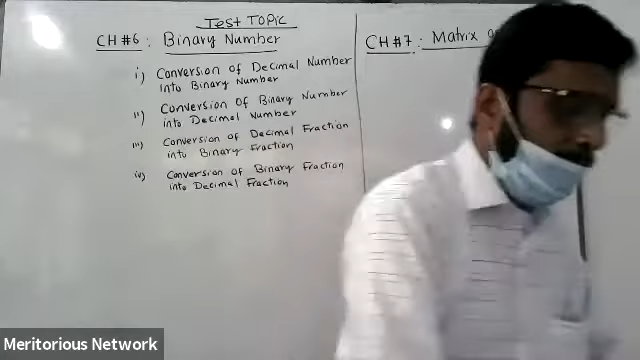 Test Topic
CH #6 : Binary Number
i) Conversion of Decimal Number
into Binary Number
ii) Conversion of Binary Number
into Decimal Number
iii) Conversion of Decimal Fraction
into Binary Fraction
iv) Conversion of Binary Fraction
into Decimal Fraction
CH #7 : Matrix
Meritorious Network